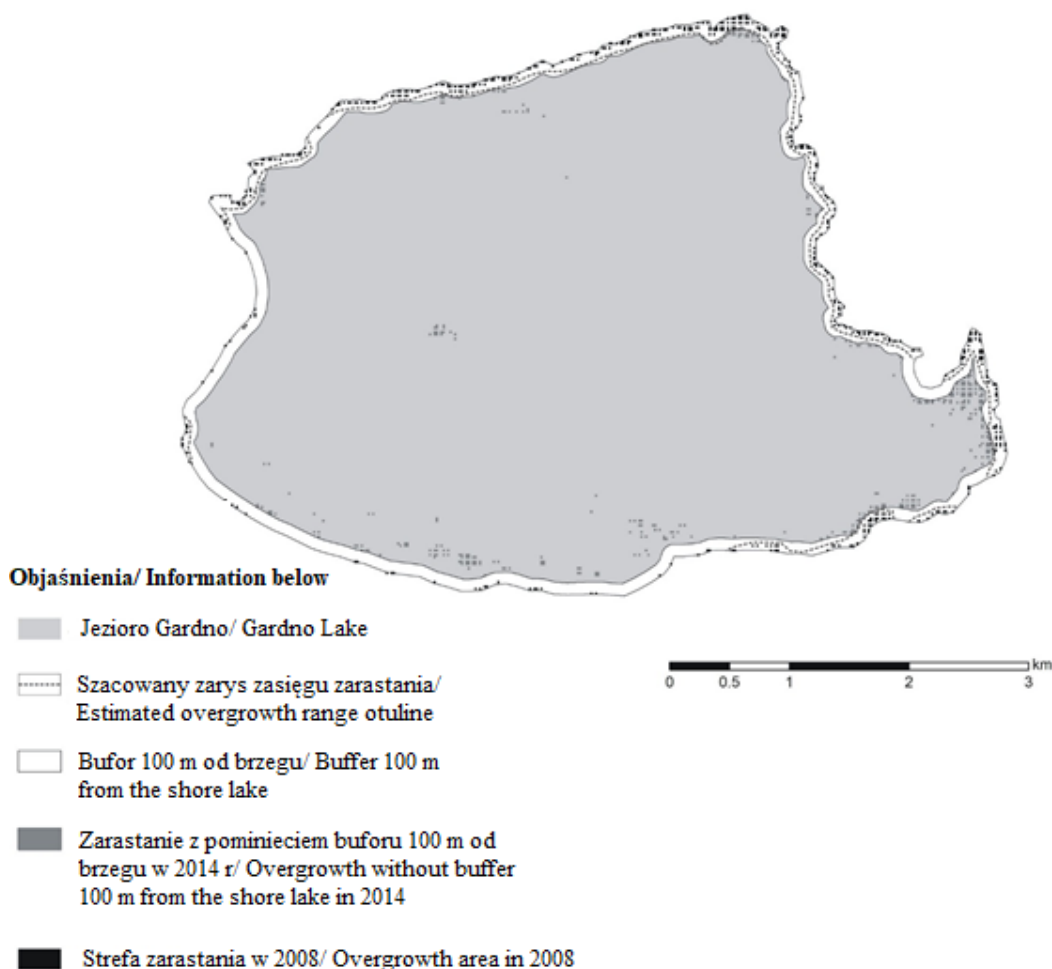 Objaśnienia/ Information below
Jezioro Gardno/ Gardno Lake
Szacowany zarys zasięgu zarastania/
Estimated overgrowth range otuline
Bufor 100 m od brzegu/ Buffer 100 m
from the shore lake
Zarastanie z pominieciem buforu 100 m od
brzegu w 2014 r/ Overgrowth without buffer
100 m from the shore lake in 2014
Strefa zarastania w 2008/ Overgrowth area in 2008
km
0 0.5 1 2 3